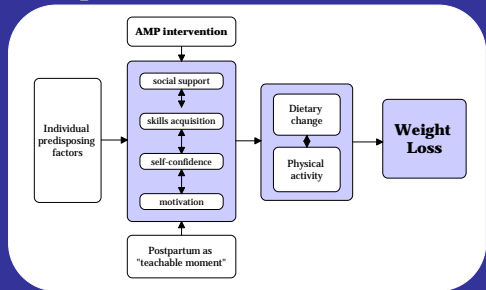 AMP intervention
social support
skills acquisition
self-confidence
motivation
Individual
predisposing
factors
Postpartum as
"teachable moment"
Dietary
change
Physical
activity
Weight
Loss